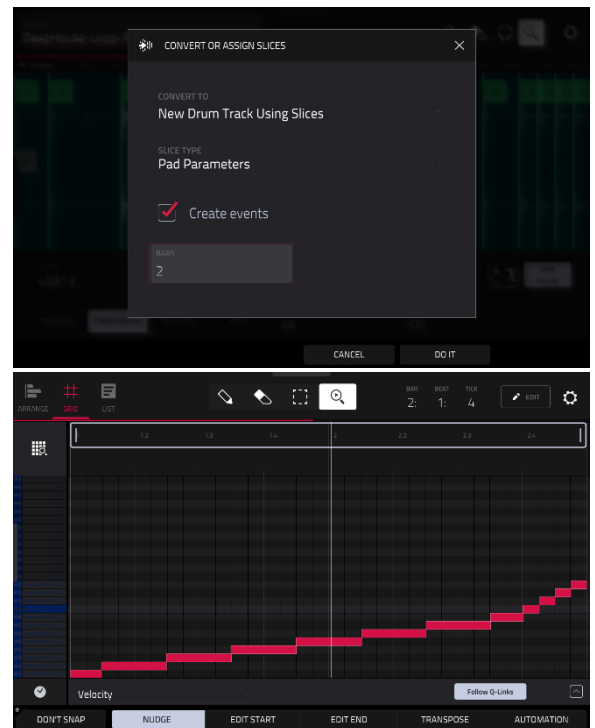 DeepHouse-Loop
CONVERT OR ASSIGN SLICES
CONVERT TO
New Drum Track Using Slices
SLICE TYPE
Pad Parameters
Create events
BARS
2
CANCEL
DO IT
ARRANGE
GRID
LIST
BAR BEAT TICK
2: 1: 4
EDIT
1 1.2 1.3 1.4 2 2.2 2.3 2.4
Velocity
Follow Q-Links
DON'T SNAP
NUDGE
EDIT START
EDIT END
TRANSPOSE
AUTOMATION